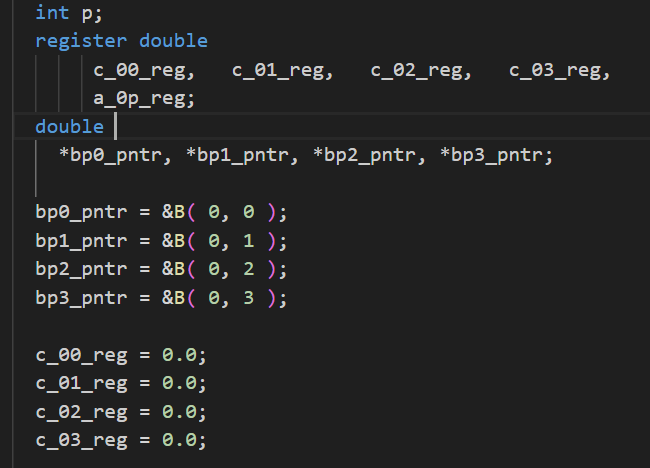 int p;
register double
c_00_reg, c_01_reg, c_02_reg, c_03_reg,
a_0p_reg;
double
*bp0_pntr, *bp1_pntr, *bp2_pntr, *bp3_pntr;
bp0_pntr = &B( 0, 0 );
bp1_pntr = &B( 0, 1 );
bp2_pntr = &B( 0, 2 );
bp3_pntr = &B( 0, 3 );
c_00_reg = 0.0;
c_01_reg = 0.0;
c_02_reg = 0.0;
c_03_reg = 0.0;